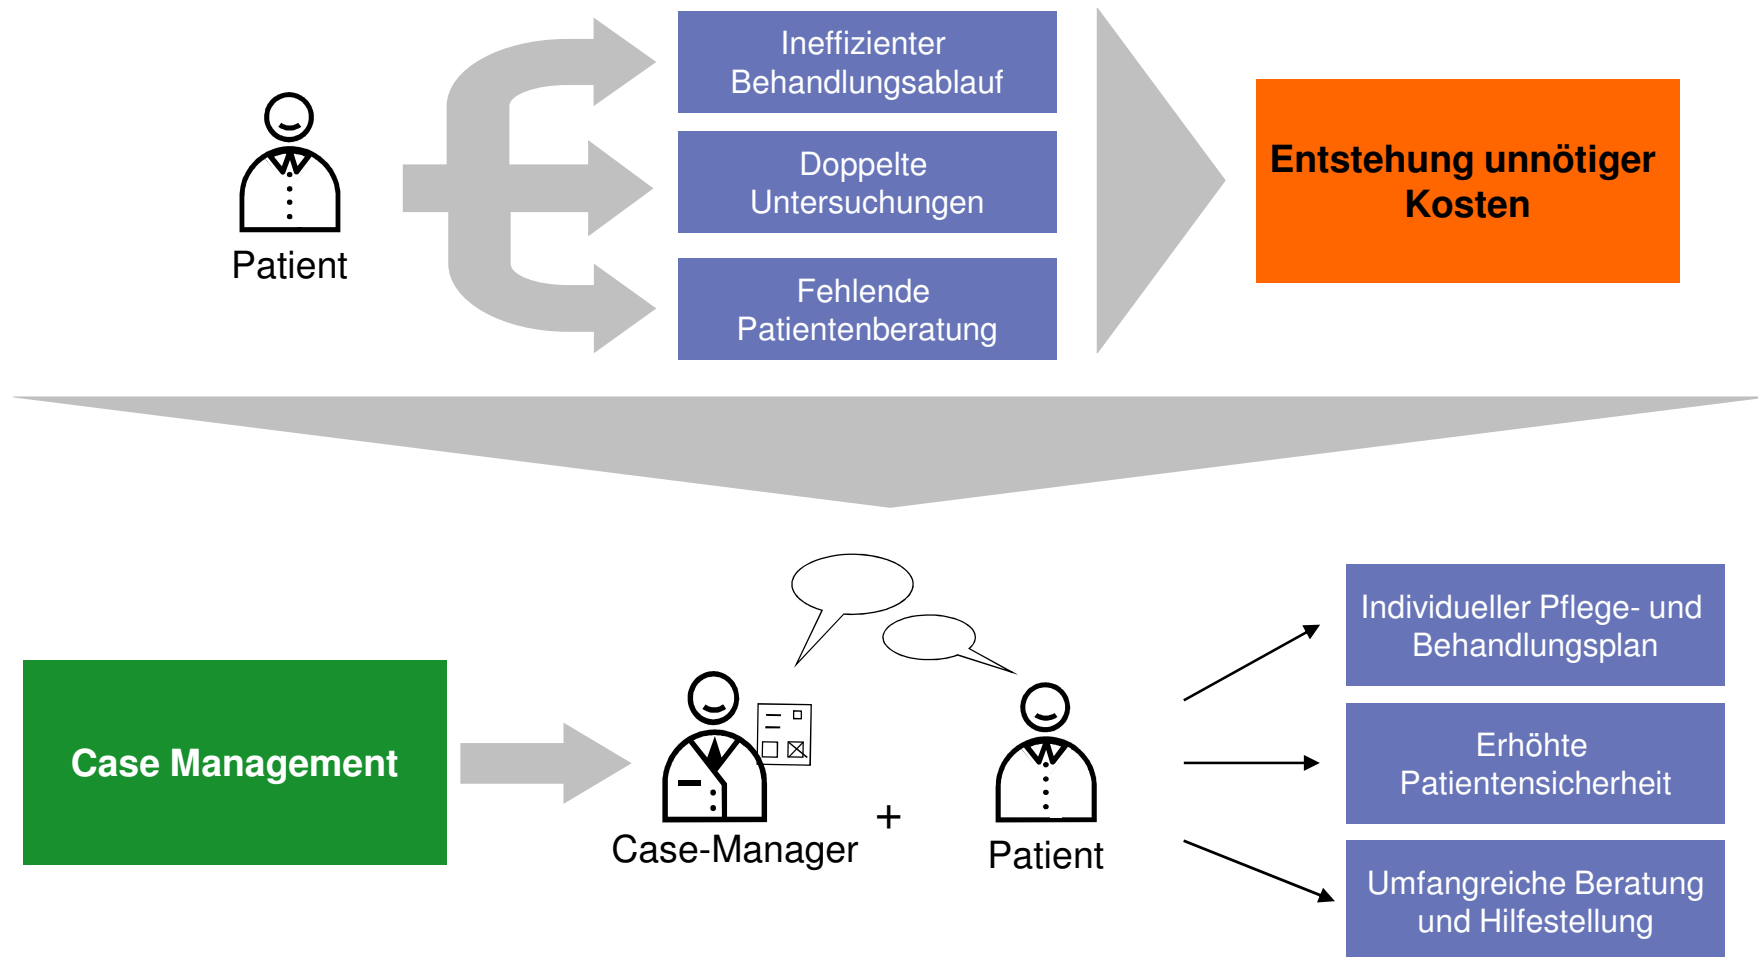 Ineffizienter
Behandlungsablauf
Doppelte
Untersuchungen
Fehlende
Patientenberatung
Patient
Entstehung unnötiger
Kosten
Case Management
Case-Manager
+
Patient
Individueller Pflege- und
Behandlungsplan
Erhöhte
Patientensicherheit
Umfangreiche Beratung
und Hilfestellung